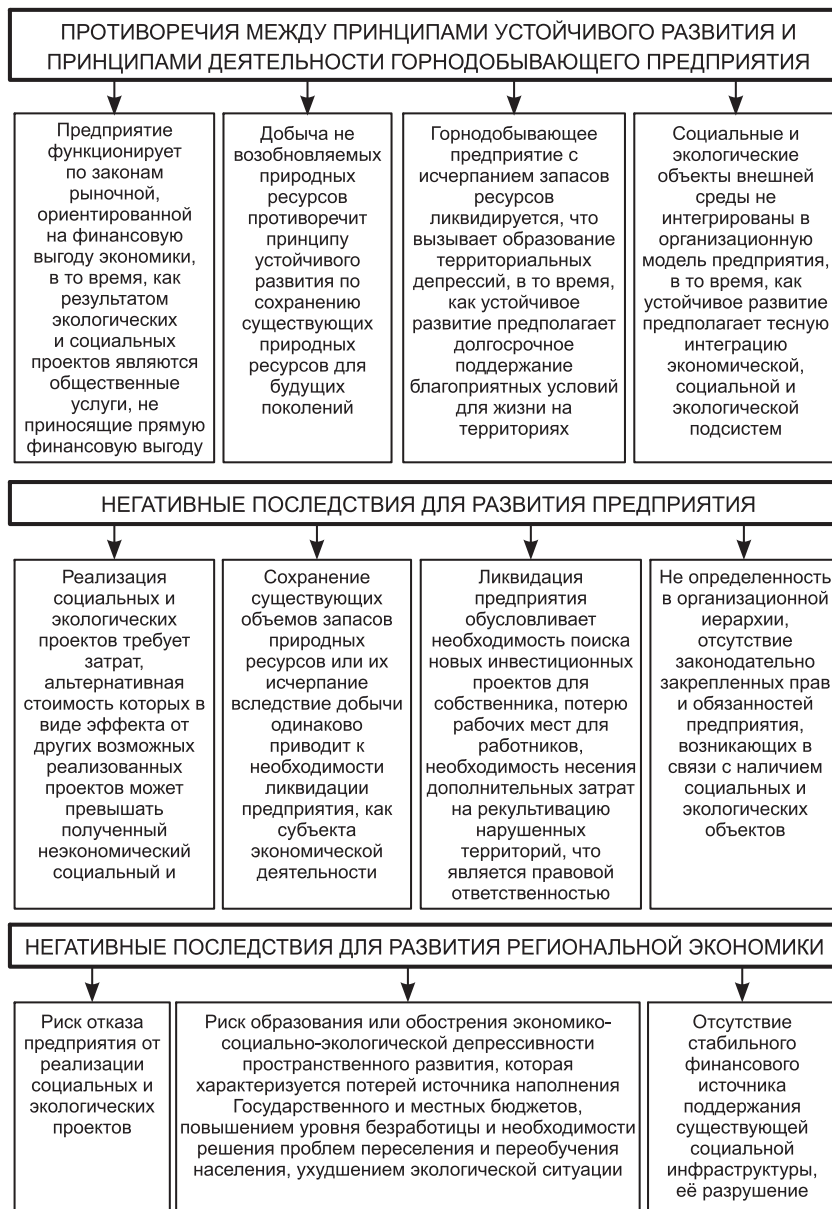 ПРОТИВОРЕЧИЯ МЕЖДУ ПРИНЦИПАМИ УСТОЙЧИВОГО РАЗВИТИЯ И
ПРИНЦИПАМИ ДЕЯТЕЛЬНОСТИ ГОРНОДОБЫВАЮЩЕГО ПРЕДПРИЯТИЯ
Предприятие
функционирует
по законам
рыночной,
ориентированной
на финансовую
выгоду экономики,
в то время, как
результатом
экологических
и социальных
проектов являются
общественные
услуги, не
приносящие прямую
финансовую выгоду
Добыча не
возобновляемых
природных
ресурсов
противоречит
принципу
устойчивого
развития по
сохранению
существующих
природных
ресурсов для
будущих
поколений
Горнодобывающее
предприятие с
исчерпанием запасов
ресурсов
ликвидируется, что
вызывает образование
территориальных
депрессий, в то время,
как устойчивое
развитие предполагает
долгосрочное
поддержание
благоприятных условий
для жизни на
территориях
Социальные и
экологические
объекты внешней
среды не
интегрированы в
организационную
модель предприятия,
в то время, как
устойчивое развитие
предполагает тесную
интеграцию
экономической,
социальной и
экологической
подсистем
НЕГАТИВНЫЕ ПОСЛЕДСТВИЯ ДЛЯ РАЗВИТИЯ ПРЕДПРИЯТИЯ
Реализация
социальных и
экологических
проектов требует
затрат,
альтернативная
стоимость которых в
виде эффекта от
других возможных
реализованных
проектов может
превышать
полученный
неэкономический
социальный и
Сохранение
существующих
объемов запасов
природных
ресурсов или их
исчерпание
вследствие добычи
одинаково
приводит к
необходимости
ликвидации
предприятия, как
субъекта
экономической
деятельности
Ликвидация
предприятия
обусловливает
необходимость поиска
новых инвестиционных
проектов для
собственника, потерю
рабочих мест для
работников,
необходимость несения
дополнительных затрат
на рекультивацию
нарушенных
территорий, что
является правовой
ответственностью
Не определенность
в организационной
иерархии,
отсутствие
законодательно
закрепленных прав
и обязанностей
предприятия,
возникающих в
связи с наличием
социальных и
экологических
объектов
НЕГАТИВНЫЕ ПОСЛЕДСТВИЯ ДЛЯ РАЗВИТИЯ РЕГИОНАЛЬНОЙ ЭКОНОМИКИ
Риск отказа
предприятия от
реализации
социальных и
экологических
проектов
Риск образования или обострения экономико-
социально-экологической депрессивности
пространственного развития, которая
характеризуется потерей источника наполнения
Государственного и местных бюджетов,
повышением уровня безработицы и необходимости
решения проблем переселения и переобучения
населения, ухудшением экологической ситуации
Отсутствие
стабильного
финансового
источника
поддержания
существующей
социальной
инфраструктуры,
её разрушение